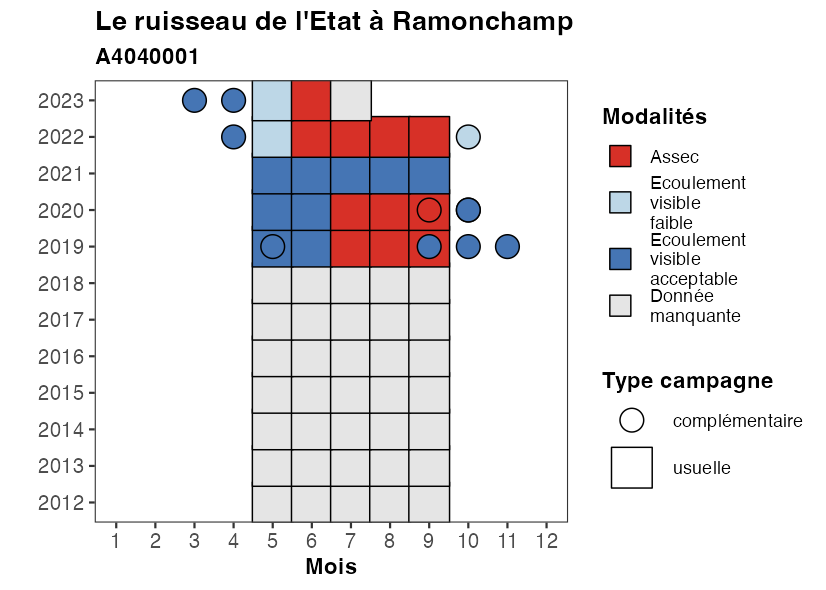 Le ruisseau de l'Etat à Ramonchamp
A4040001
2023
2022
2021
2020
2019
2018
2017
2016
2015
2014
2013
2012
1 2 3 4 5 6 7 8 9 10 11 12
Mois
Modalités
Assec
Ecoulement
visible
faible
Ecoulement
visible
acceptable
Donnée
manquante
Type campagne
complémentaire
usuelle